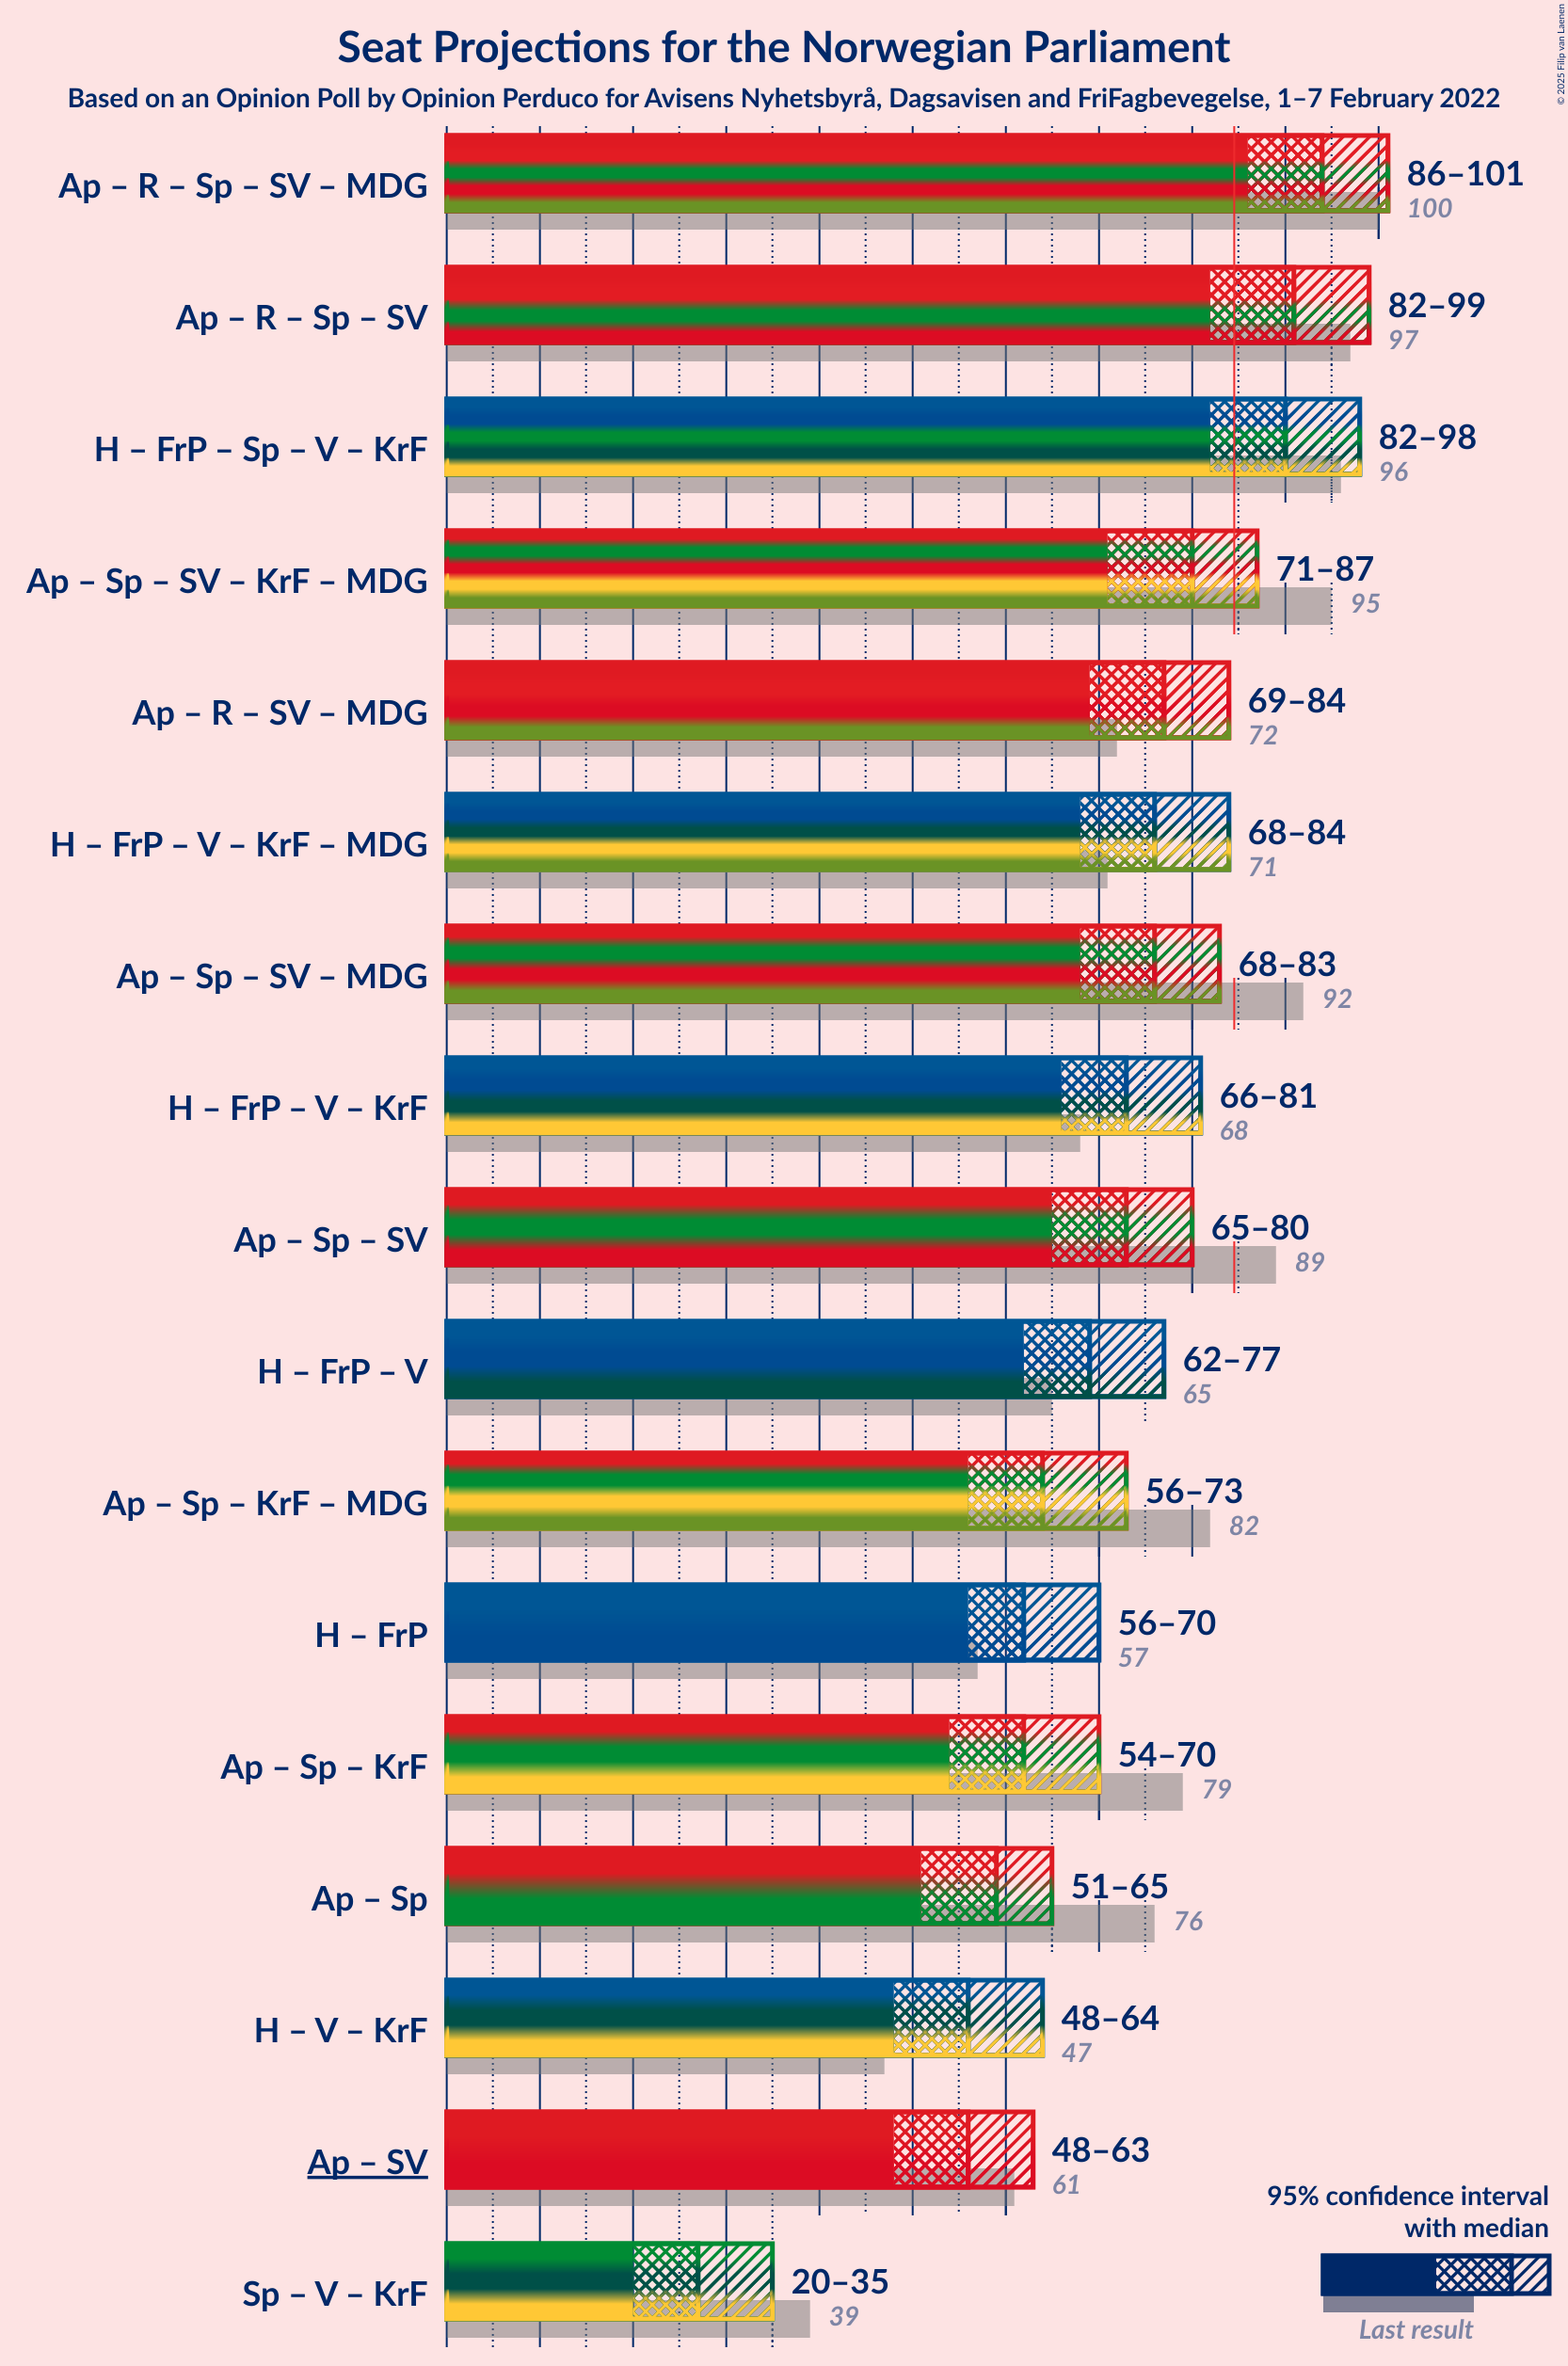 © 2025 Filip van Laenen
Seat Projections for the Norwegian Parliament
Based on an Opinion Poll by Opinion Perduco for Avisens Nyhetsbyrå, Dagsavisen and FriFagbevegelse, 1–7 February 2022
Ap – R – Sp – SV – MDG
86–101
100
Ap – R – Sp – SV
82–99
97
H – FrP – Sp – V – KrF
82–98
96
Ap – Sp – SV – KrF – MDG
71–87
95
Ap – R – SV – MDG
69–84
72
H – FrP – V – KrF – MDG
68–84
71
Ap – Sp – SV – MDG
68–83
92
H – FrP – V – KrF
66–81
68
Ap – Sp – SV
65–80
89
H – FrP – V
62–77
65
Ap – Sp – KrF – MDG
56–73
82
H – FrP
56–70
57
Ap – Sp – KrF
54–70
79
Ap – Sp
51–65
76
H – V – KrF
48–64
47
Ap – SV
48–63
61
Sp – V – KrF
20–35
39
95% confidence interval
with median
Last result